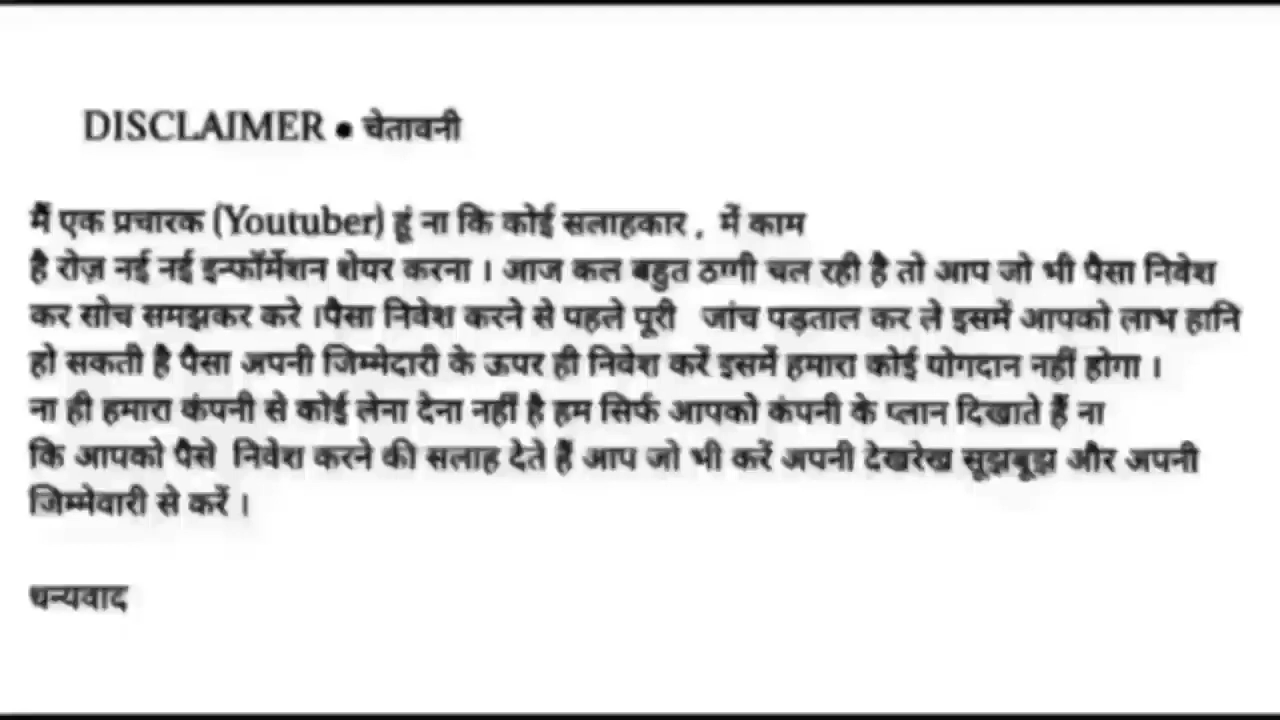 DISCLAIMER • चेतावनी
मैं एक प्रचारक (Youtuber) हूं ना कि कोई सलाहकार , में काम
है रोज़ नई नई इन्फॉर्मेशन शेयर करना । आज कल बहुत ठग्गी चल रही है तो आप जो भी पैसा निवेश
कर सोच समझकर करे ।पैसा निवेश करने से पहले पूरी जांच पड़ताल कर ले इसमें आपको लाभ हानि
हो सकती है पैसा अपनी जिम्मेदारी के ऊपर ही निवेश करें इसमें हमारा कोई योगदान नहीं होगा ।
ना ही हमारा कंपनी से कोई लेना देना नहीं है हम सिर्फ आपको कंपनी के प्लान दिखाते हैं ना
कि आपको पैसे निवेश करने की सलाह देते हैं आप जो भी करें अपनी देखरेख सूझबूझ और अपनी
जिम्मेवारी से करें ।
धन्यवाद